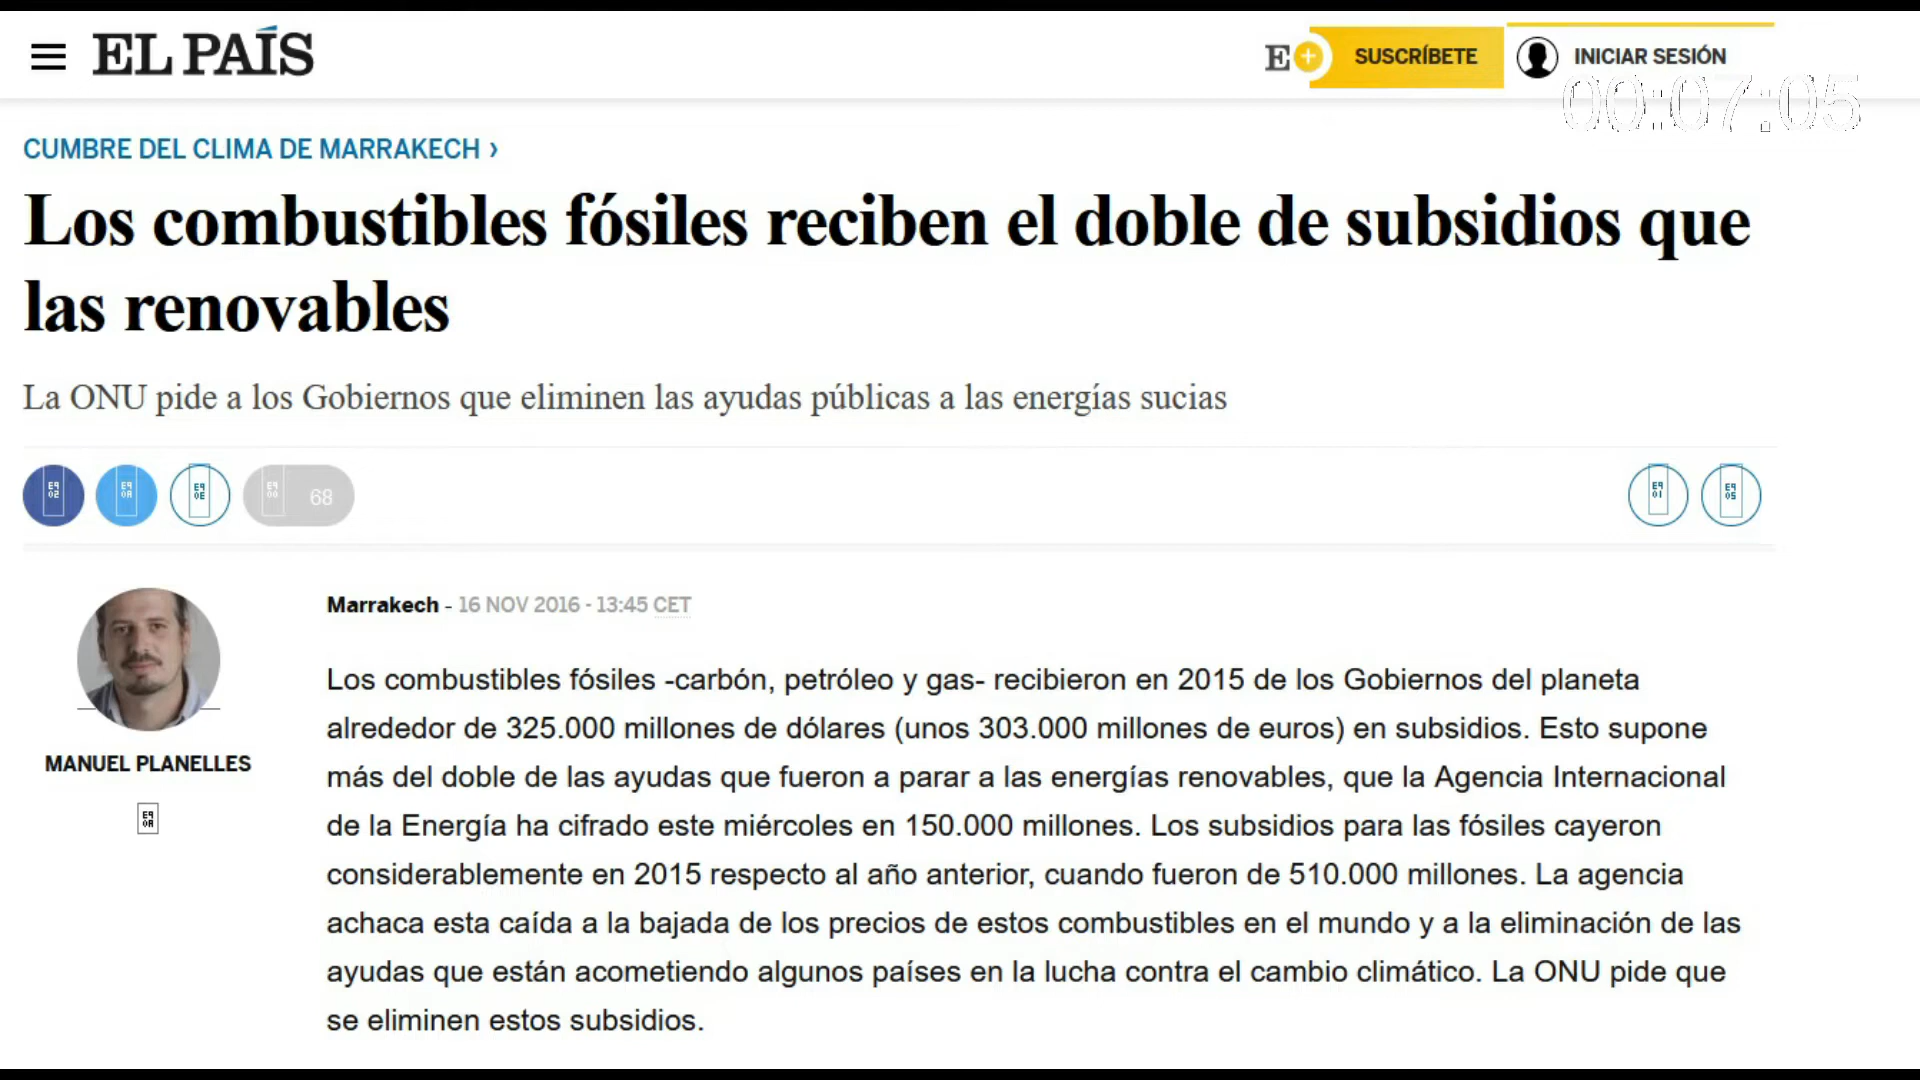 EL PAÍS
E+ SUSCRÍBETE INICIAR SESIÓN
00:07:05
CUMBRE DEL CLIMA DE MARRAKECH ›
Los combustibles fósiles reciben el doble de subsidios que
las renovables
La ONU pide a los Gobiernos que eliminen las ayudas públicas a las energías sucias
68
Marrakech - 16 NOV 2016 - 13:45 CET
MANUEL PLANELLES
Los combustibles fósiles -carbón, petróleo y gas- recibieron en 2015 de los Gobiernos del planeta
alrededor de 325.000 millones de dólares (unos 303.000 millones de euros) en subsidios. Esto supone
más del doble de las ayudas que fueron a parar a las energías renovables, que la Agencia Internacional
de la Energía ha cifrado este miércoles en 150.000 millones. Los subsidios para las fósiles cayeron
considerablemente en 2015 respecto al año anterior, cuando fueron de 510.000 millones. La agencia
achaca esta caída a la bajada de los precios de estos combustibles en el mundo y a la eliminación de las
ayudas que están acometiendo algunos países en la lucha contra el cambio climático. La ONU pide que
se eliminen estos subsidios.